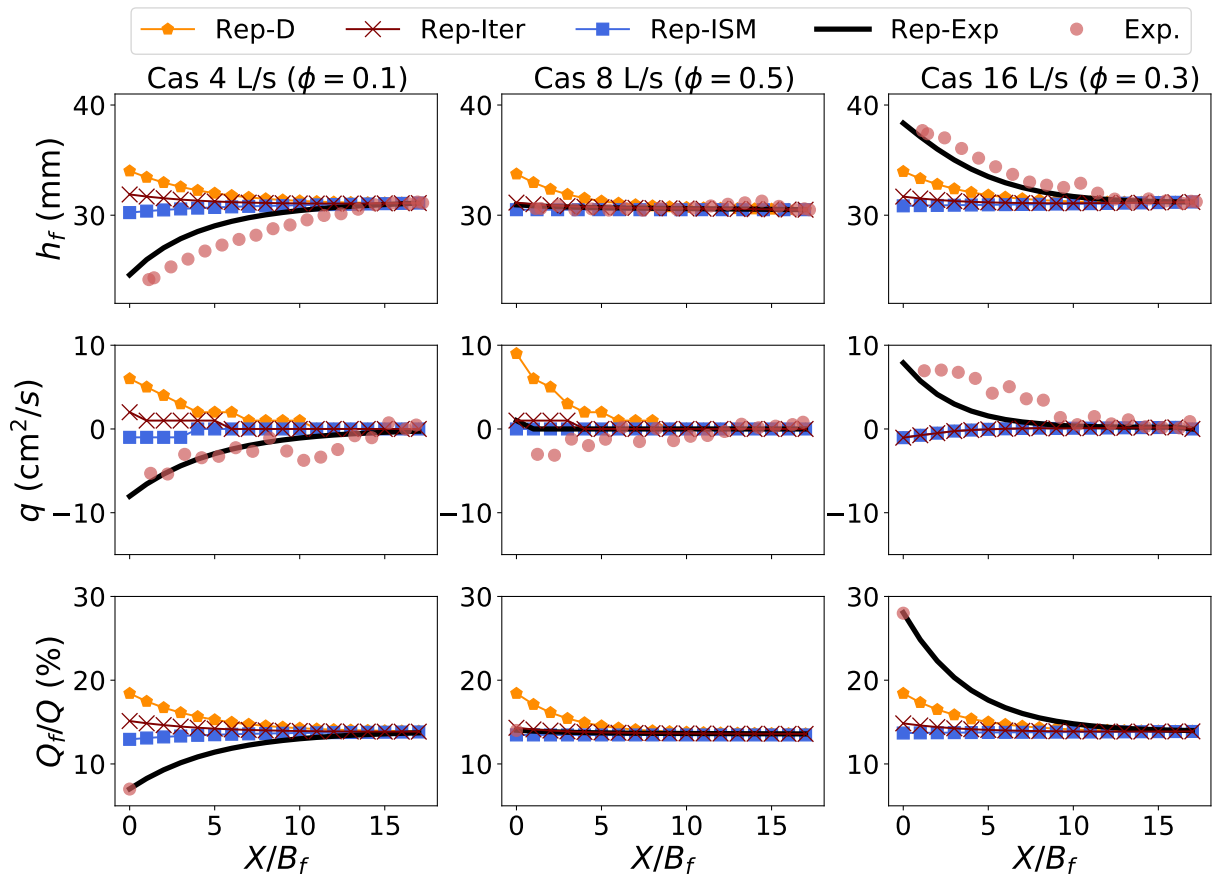 Rep-D Rep-Iter Rep-ISM Rep-Exp Exp.
Cas 4 L/s (ϕ = 0.1) Cas 8 L/s (ϕ = 0.5) Cas 16 L/s (ϕ = 0.3)
40 40 40
30 30 30
h_f (mm)
10 10 10
0 0 0
−10 −10 −10
q (cm²/s)
30 30 30
20 20 20
10 10 10
Q_f/Q (%)
0 5 10 15 0 5 10 15 0 5 10 15
X/B_f X/B_f X/B_f